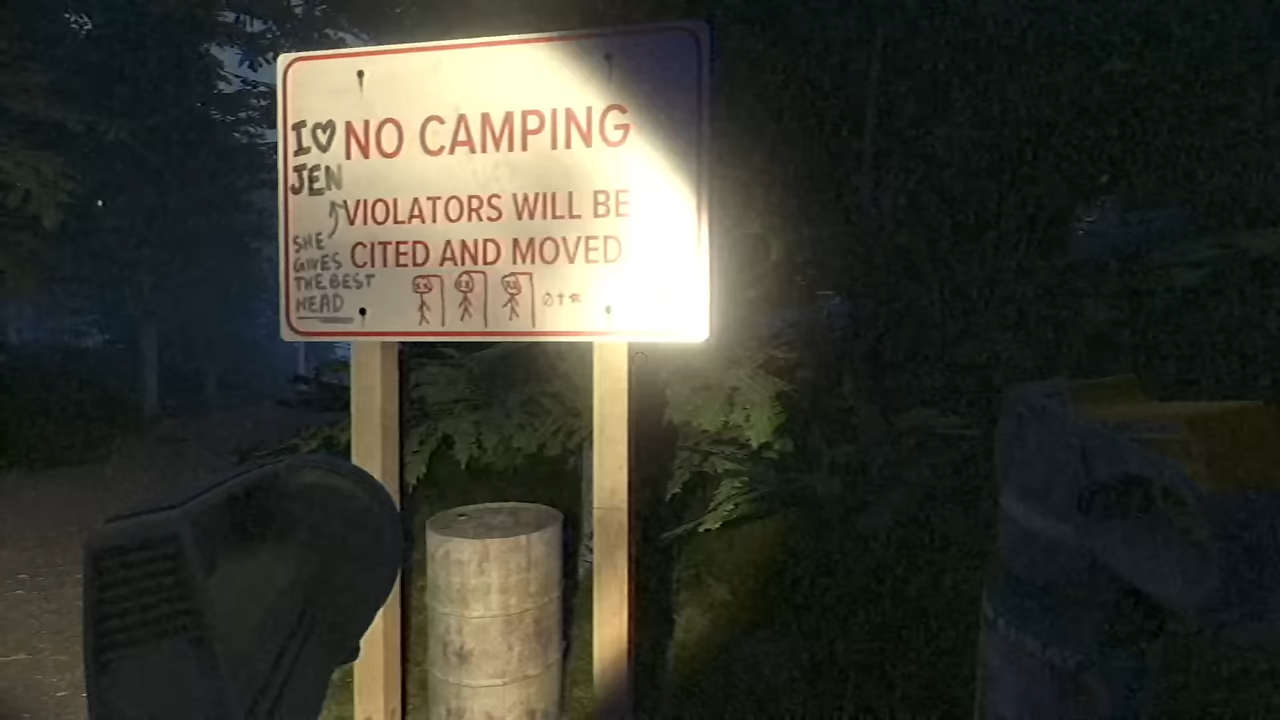 NO CAMPING
VIOLATORS WILL BE
CITED AND MOVED
I♡
JEN
SHE
GIVES
THE BEST
HEAD